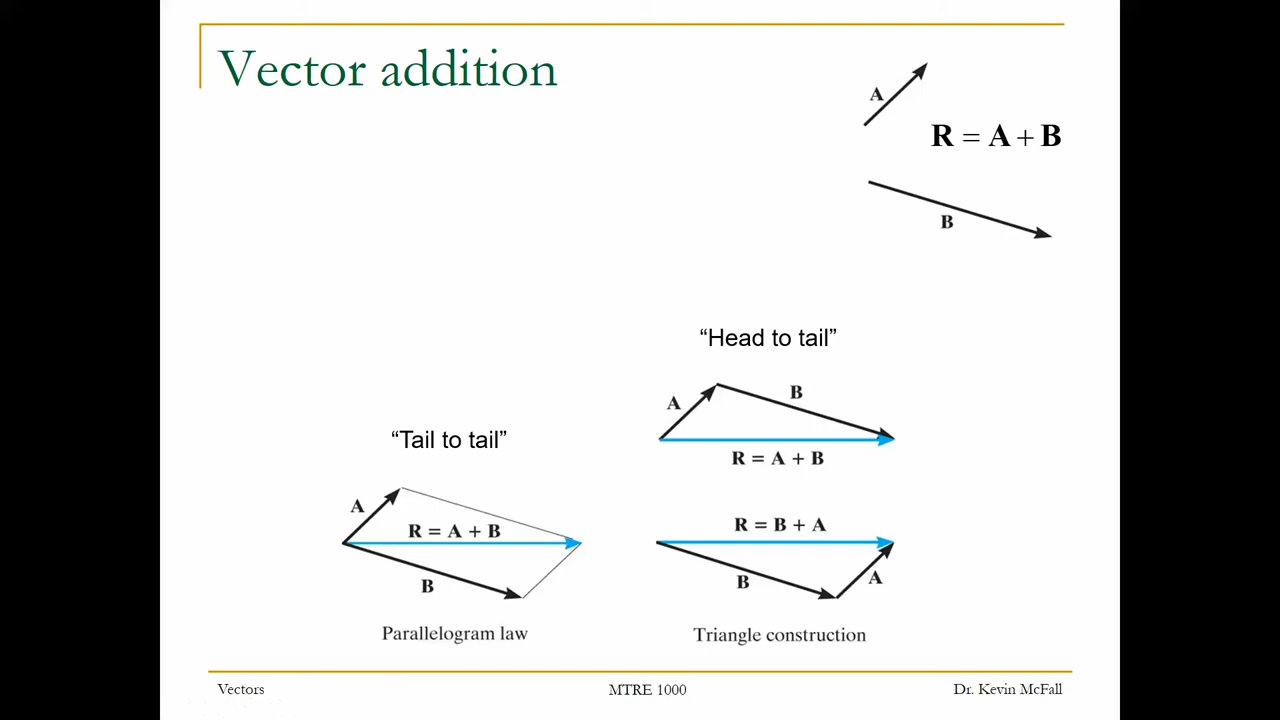 Vector addition
A
R = A + B
B
“Head to tail”
A
B
R = A + B
“Tail to tail”
A
R = A + B
B
Parallelogram law
R = B + A
B
A
Triangle construction
Vectors
MTRE 1000
Dr. Kevin McFall